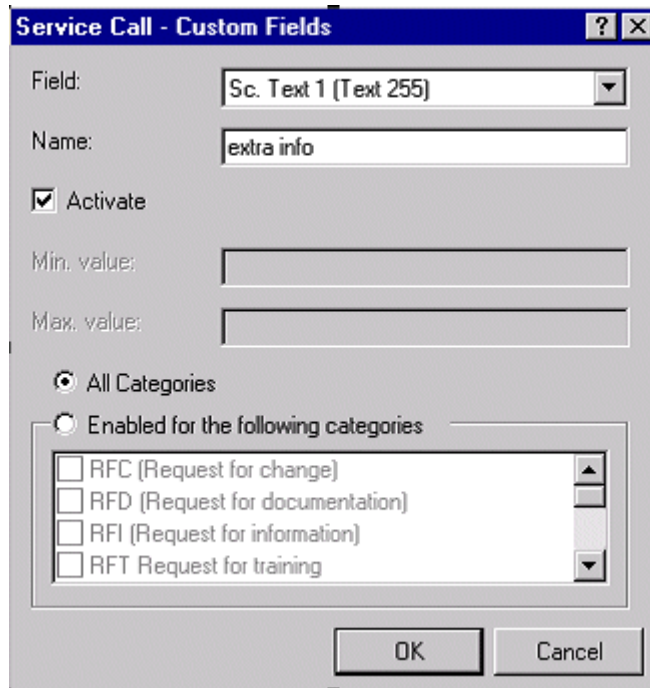 Service Call - Custom Fields
Field: Sc. Text 1 (Text 255)
Name: extra info
Activate
Min. value:
Max. value:
All Categories
Enabled for the following categories
RFC (Request for change)
RFD (Request for documentation)
RFI (Request for information)
RFT Request for training
OK Cancel